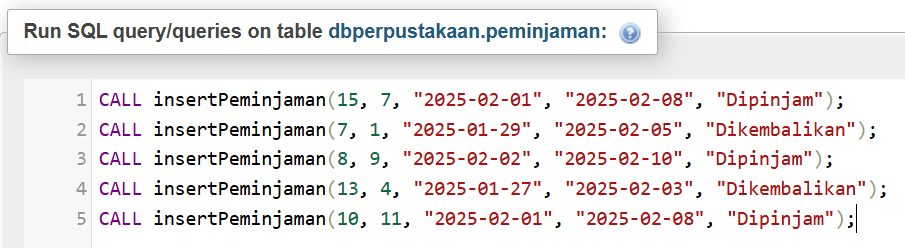 Run SQL query/queries on table dbperpustakaan.peminjaman:
1 CALL insertPeminjaman(15, 7, "2025-02-01", "2025-02-08", "Dipinjam");
2 CALL insertPeminjaman(7, 1, "2025-01-29", "2025-02-05", "Dikembalikan");
3 CALL insertPeminjaman(8, 9, "2025-02-02", "2025-02-10", "Dipinjam");
4 CALL insertPeminjaman(13, 4, "2025-01-27", "2025-02-03", "Dikembalikan");
5 CALL insertPeminjaman(10, 11, "2025-02-01", "2025-02-08", "Dipinjam");